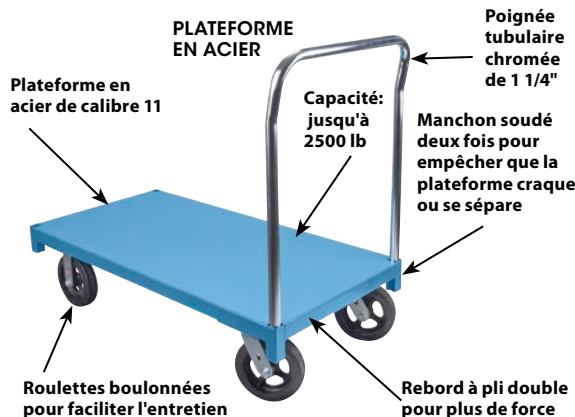 PLATEFORME
EN ACIER
Poignée
tubulaire
chromée
de 1 1/4"
Plateforme en
acier de calibre 11
Capacité:
jusqu'à
2500 lb
Manchon soudé
deux fois pour
empêcher que la
plateforme craque
ou se sépare
Roulettes boulonnées
pour faciliter l'entretien
Rebord à pli double
pour plus de force